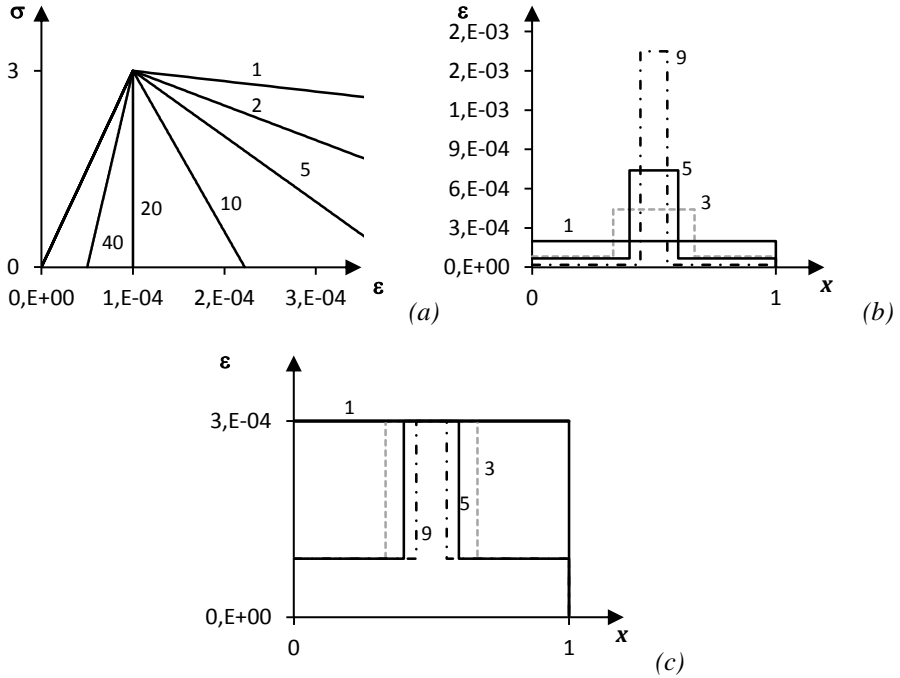 σ
3
0
0,E+00
1,E-04
2,E-04
3,E-04
ε
1
2
5
10
20
40
(a)
ε
2,E-03
2,E-03
1,E-03
9,E-04
6,E-04
3,E-04
0,E+00
0
1
x
9
5
3
1
(b)
ε
3,E-04
0,E+00
0
1
x
1
3
5
9
(c)